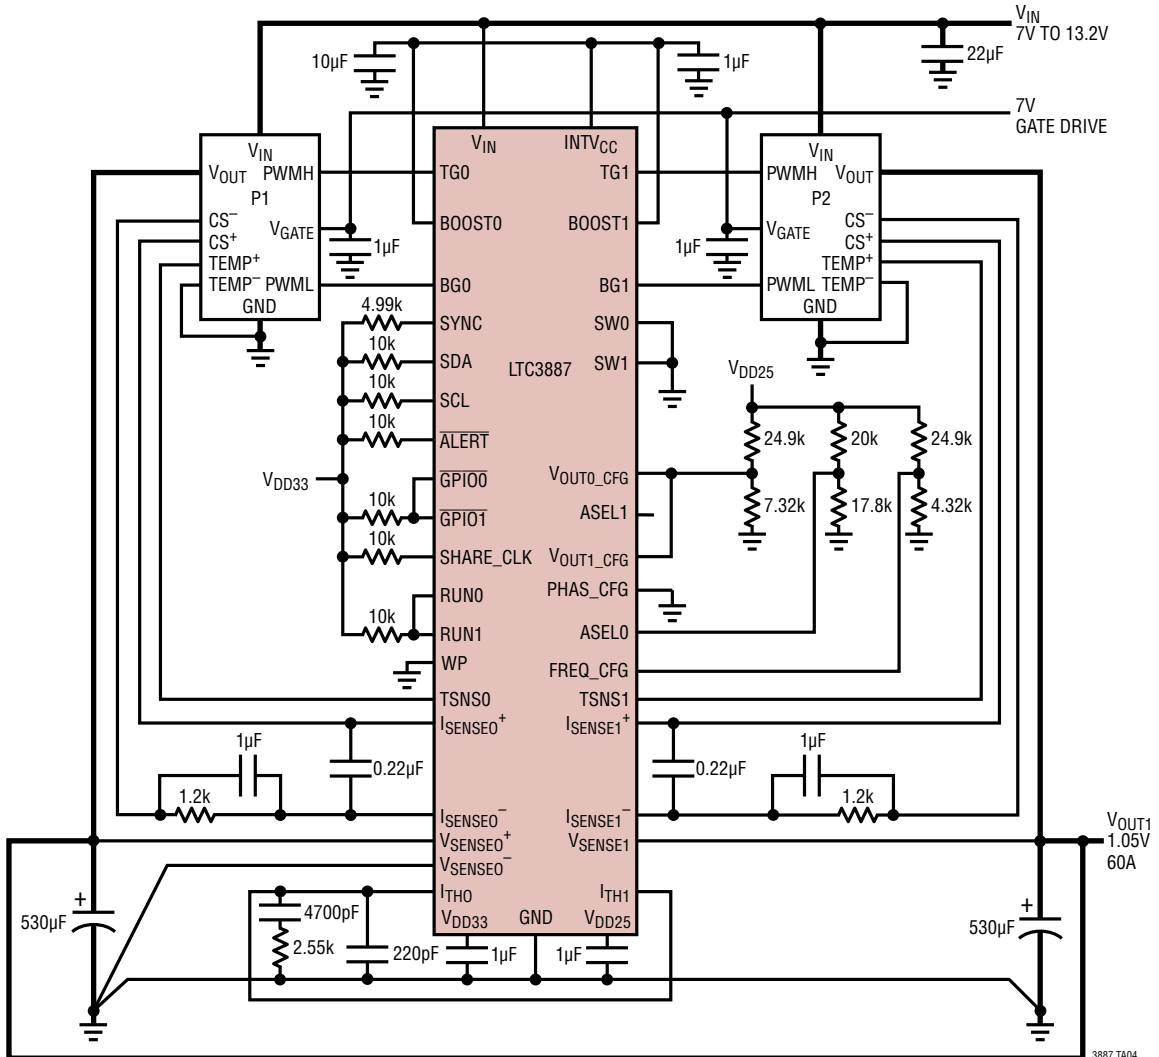 VIN
7V TO 13.2V
10µF
1µF
22µF
7V
GATE DRIVE
VIN
VOUT
PWMH
P1
CS−
CS+
VGATE
TEMP+
TEMP−
PWML
GND
1µF
VIN
INTVCC
TG0
TG1
BOOST0
BOOST1
BG0
BG1
SYNC
SW0
SDA
SW1
LTC3887
SCL
ALERT
GPIO0
VOUT0_CFG
GPIO1
ASEL1
SHARE_CLK
VOUT1_CFG
RUN0
PHAS_CFG
RUN1
ASEL0
WP
FREQ_CFG
TSNS0
TSNS1
ISENSE0+
ISENSE1+
ISENSE0−
ISENSE1−
VSENSE0+
VSENSE1
VSENSE0−
ITH0
ITH1
VDD33
GND
VDD25
VIN
PWMH
VOUT
P2
CS−
VGATE
CS+
TEMP+
PWML
TEMP−
GND
1µF
4.99k
10k
10k
10k
VDD33
10k
10k
10k
VDD25
24.9k
20k
24.9k
7.32k
17.8k
4.32k
1µF
0.22µF
1.2k
0.22µF
1µF
1.2k
VOUT1
1.05V
60A
+
530µF
4700pF
2.55k
220pF
1µF
1µF
+
530µF
3887 TA04